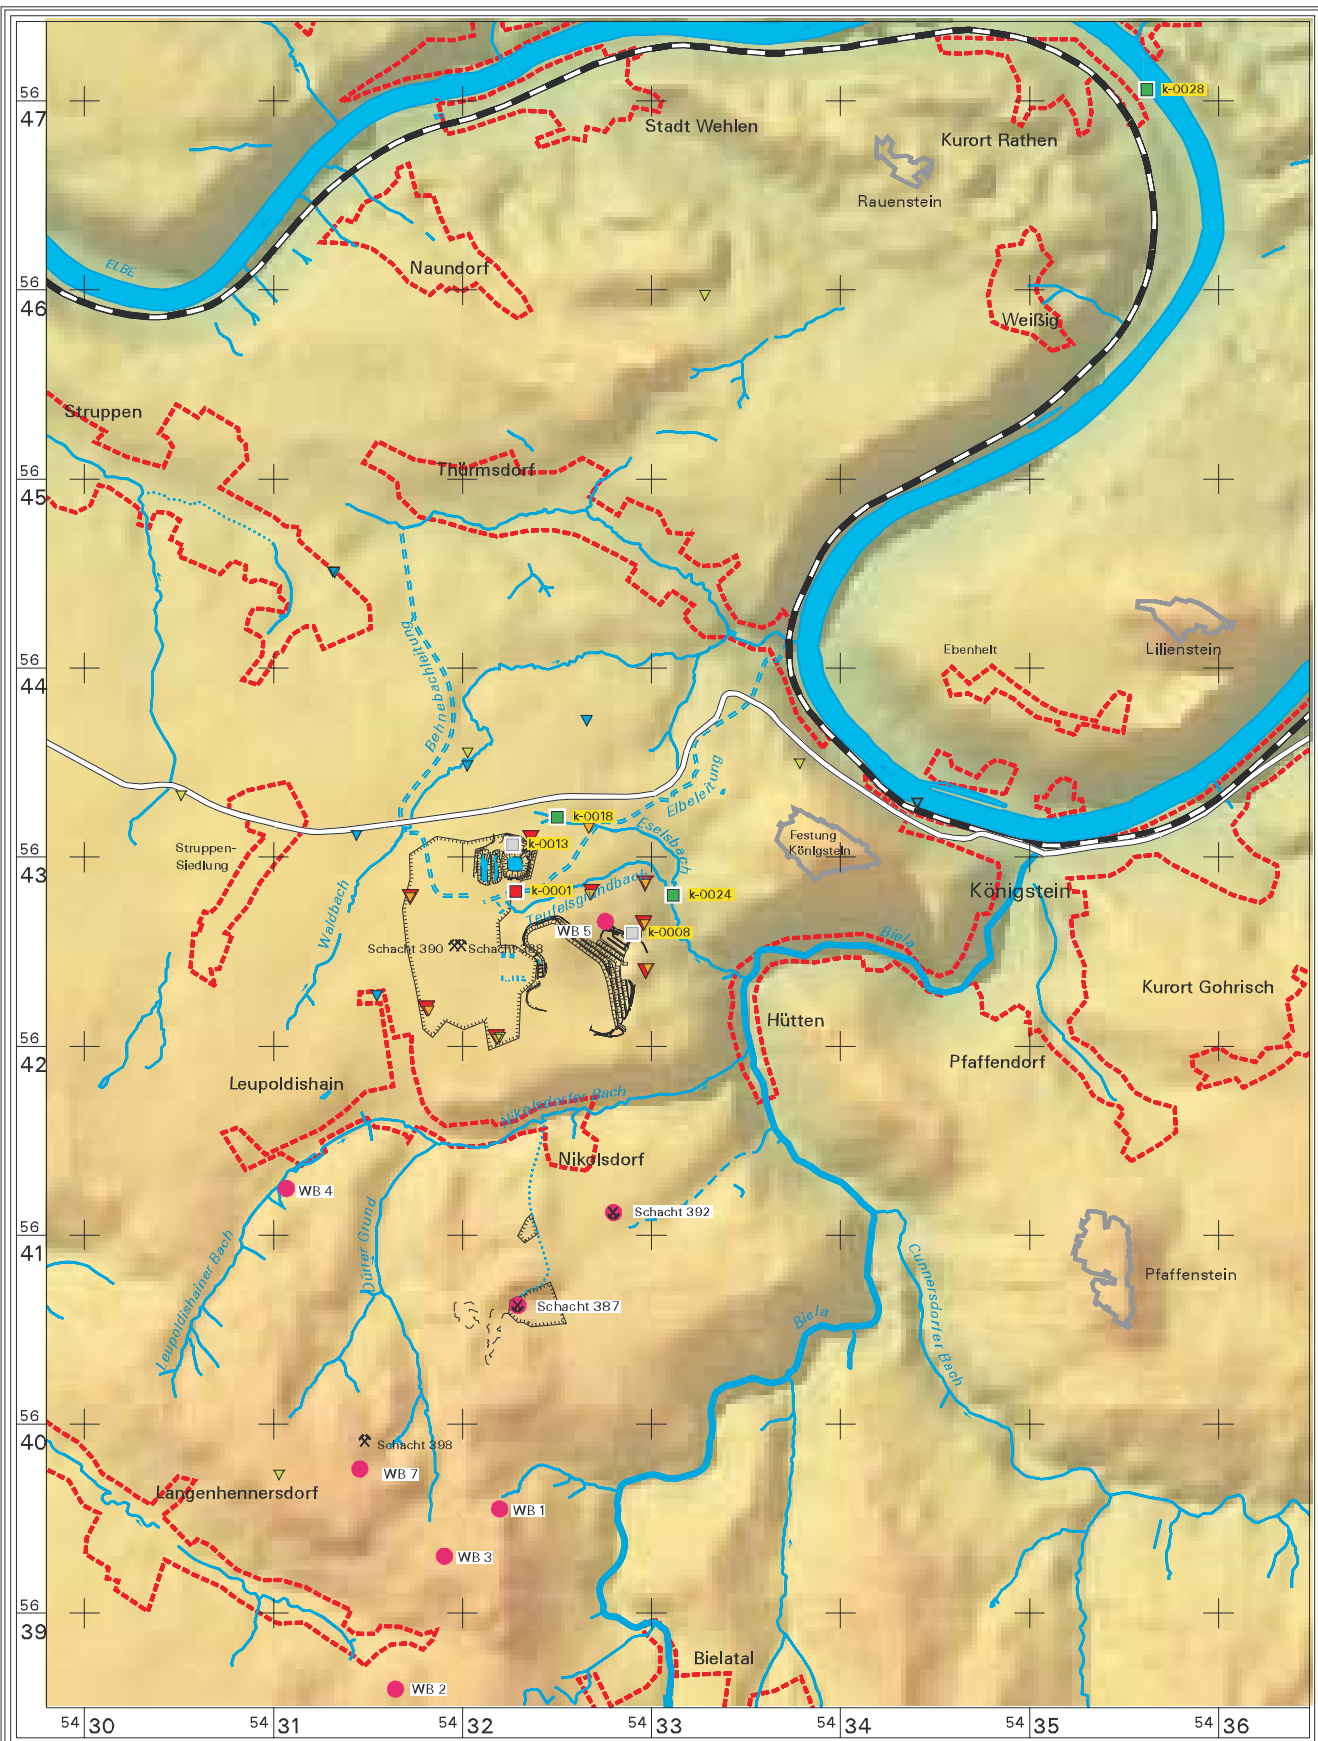 56
47
k-0028
Stadt Wehlen
Kurort Rathen
Rauenstein
ELBE
Naundorf
56
46
Weißig
Struppen
Thürmsdorf
56
45
Behnebachleitung
Lilienstein
Ebenhelt
56
44
Elbeleitung
k-0018
Eselsbach
Festung
Königstein
Struppen-
Siedlung
k-0013
56
43
k-0001
k-0024
Königstein
Teufelsgrundbach
Waldbach
WB 5
k-0008
Biela
Schacht 390
Schacht 388
Kurort Gohrisch
Hütten
56
42
Pfaffendorf
Leupoldishain
Nikolsdorfer Bach
Nikolsdorf
WB 4
Schacht 392
56
41
Dürrer Grund
Leupoldishainer Bach
Cunnersdorfer Bach
Pfaffenstein
Schacht 387
Biela
56
40
Schacht 398
WB 7
Langenhennersdorf
WB 1
WB 3
56
39
Bielatal
WB 2
54 30
54 31
54 32
54 33
54 34
54 35
54 36